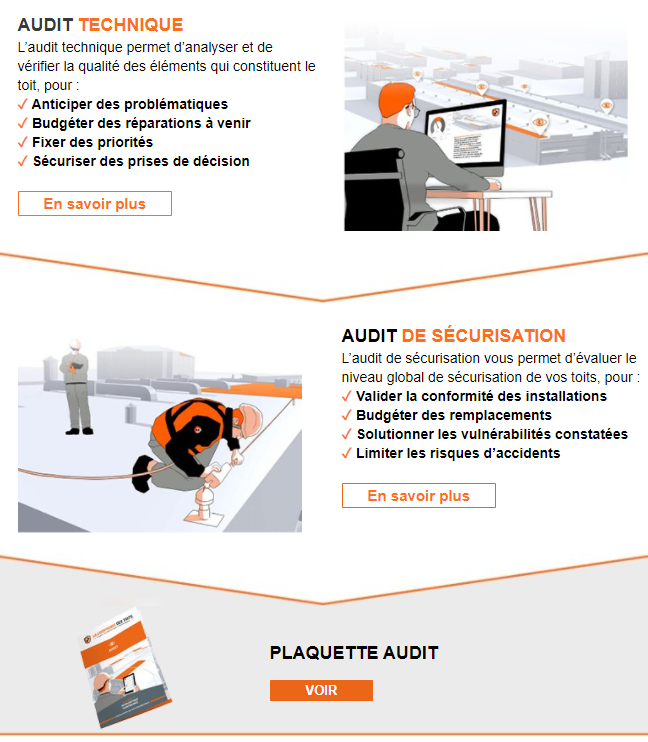 AUDIT TECHNIQUE
L’audit technique permet d’analyser et de
vérifier la qualité des éléments qui constituent le
toit, pour :
✓ Anticiper des problématiques
✓ Budgéter des réparations à venir
✓ Fixer des priorités
✓ Sécuriser des prises de décision
En savoir plus
AUDIT DE SÉCURISATION
L’audit de sécurisation vous permet d’évaluer le
niveau global de sécurisation de vos toits, pour :
✓ Valider la conformité des installations
✓ Budgéter des remplacements
✓ Solutionner les vulnérabilités constatées
✓ Limiter les risques d’accidents
En savoir plus
PLAQUETTE AUDIT
VOIR